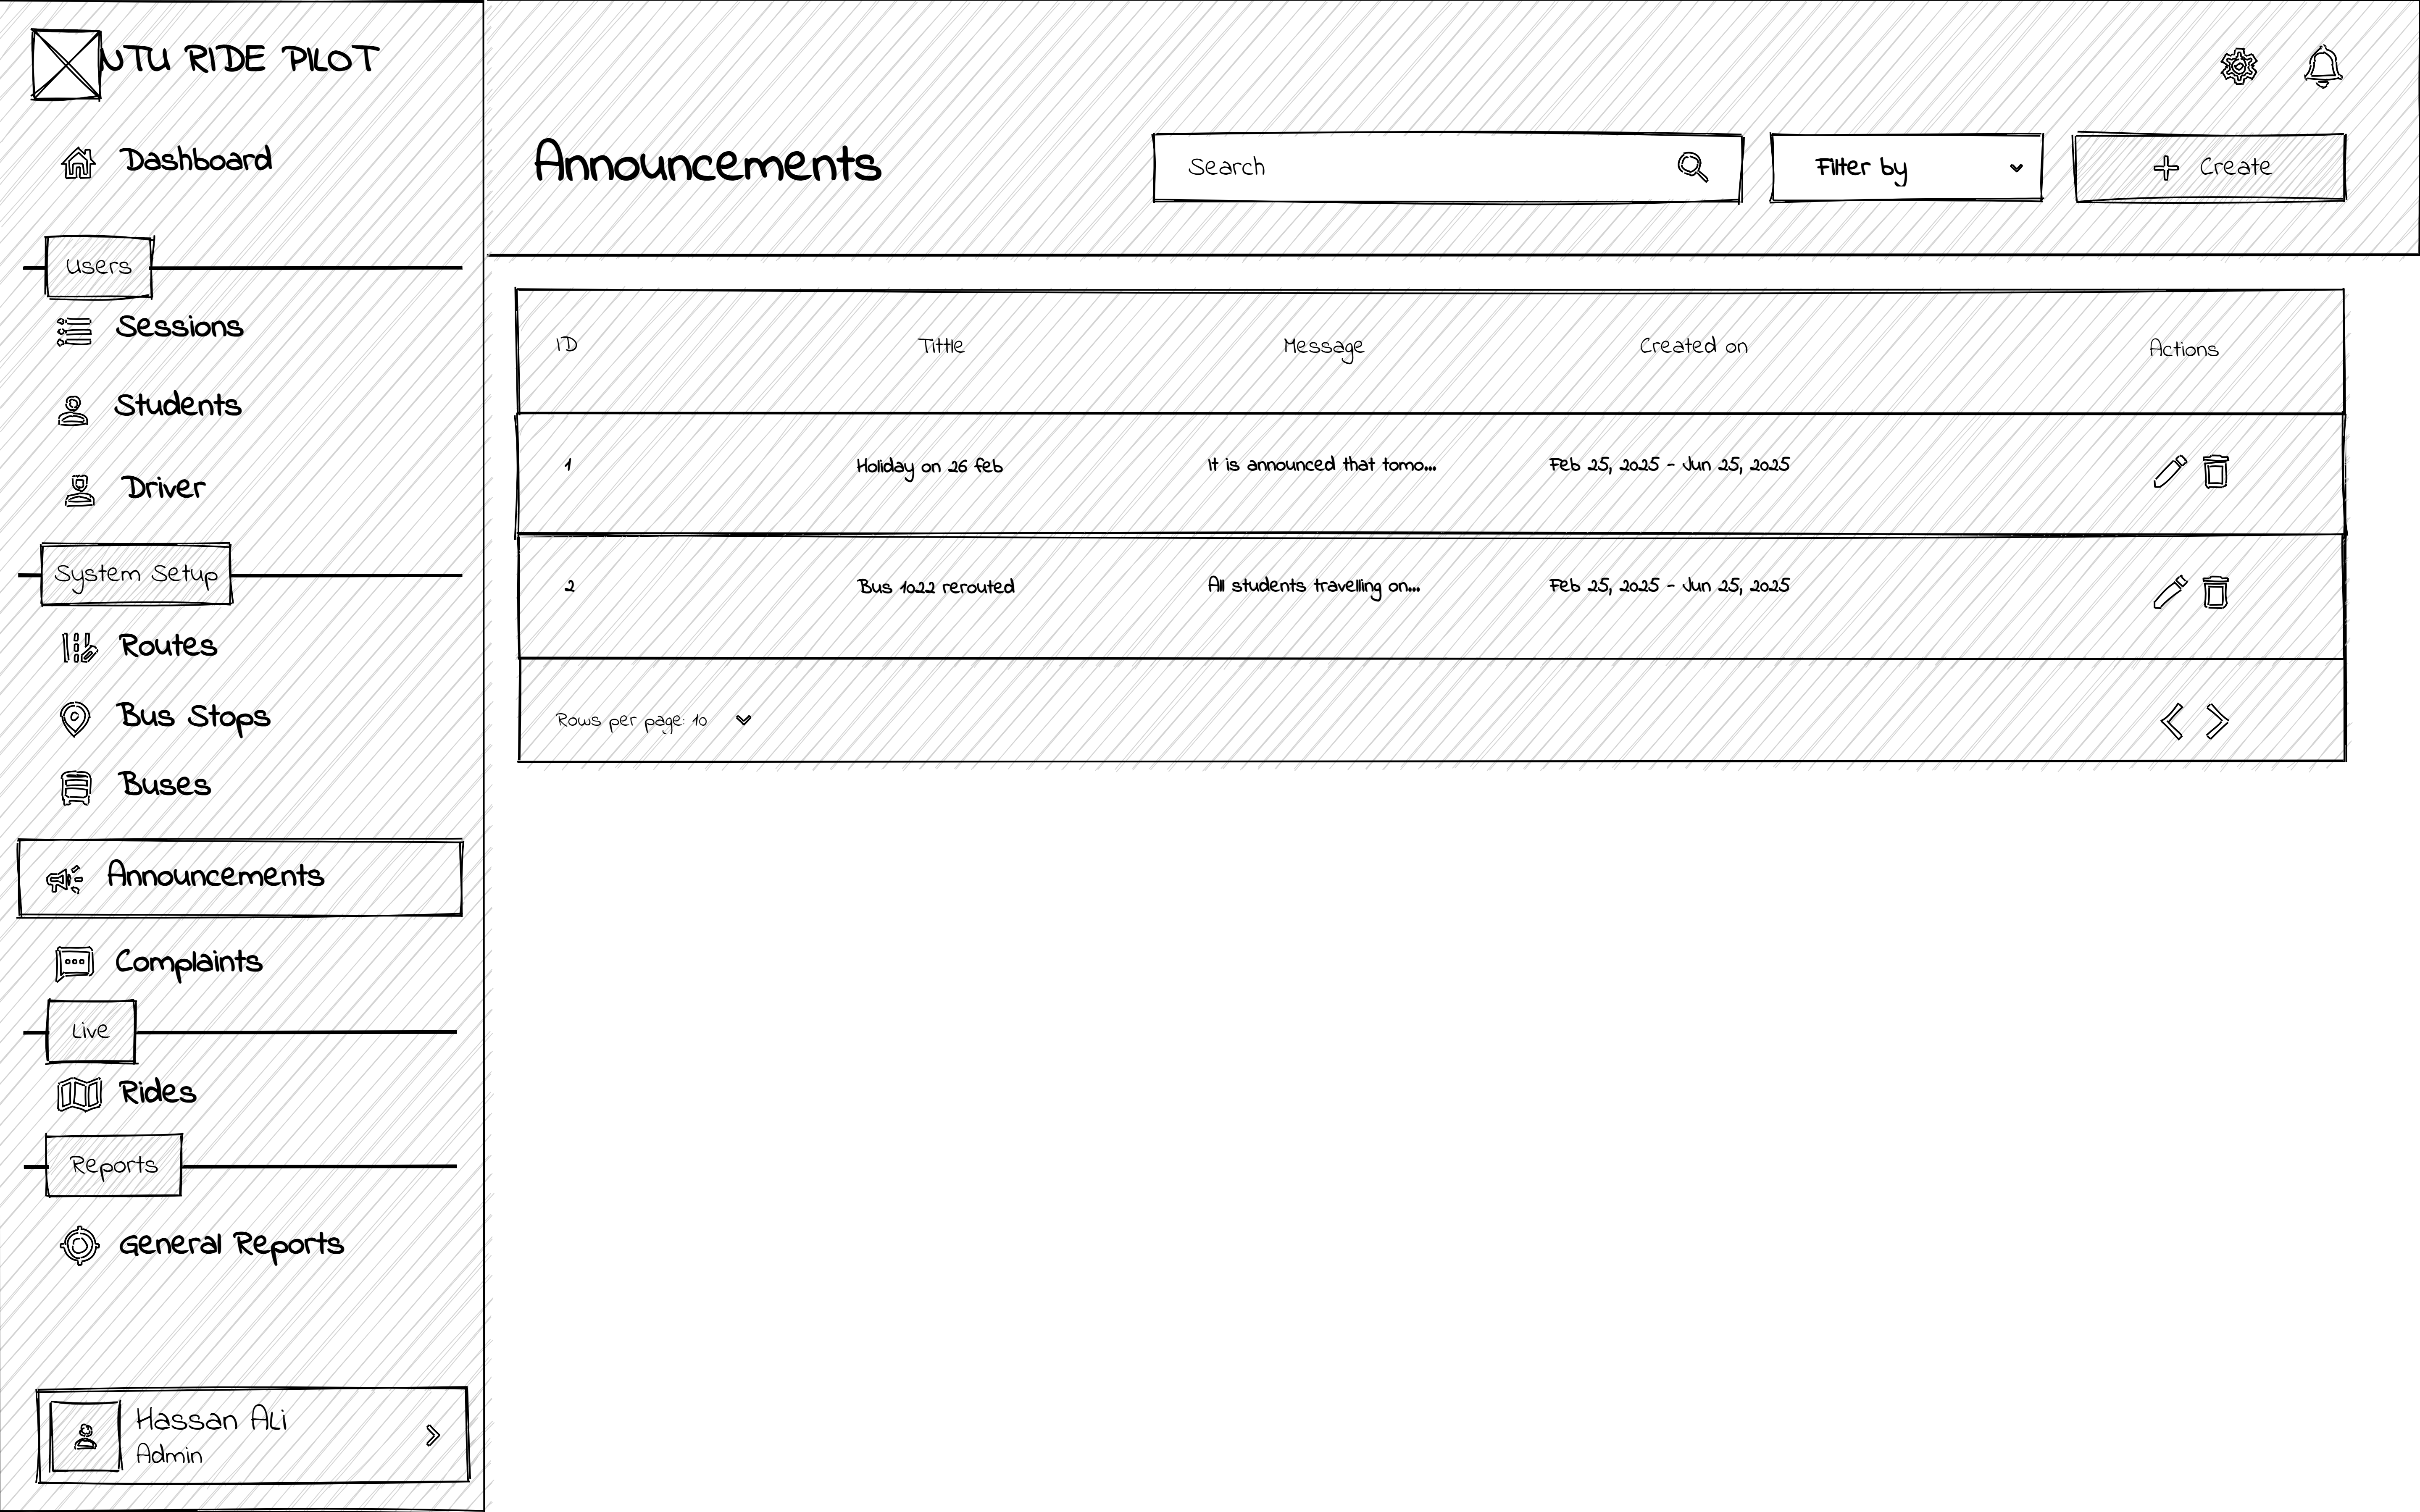 NTU RIDE PILOT
Dashboard
Users
Sessions
Students
Driver
System Setup
Routes
Bus Stops
Buses
Announcements
Complaints
Live
Rides
Reports
General Reports
Hassan Ali
Admin
Announcements
Search
Filter by
Create
ID Tittle Message Created on Actions
1 Holiday on 26 feb It is announced that tomo... Feb 25, 2025 - Jun 25, 2025
2 Bus 1022 rerouted All students travelling on... Feb 25, 2025 - Jun 25, 2025
Rows per page: 10